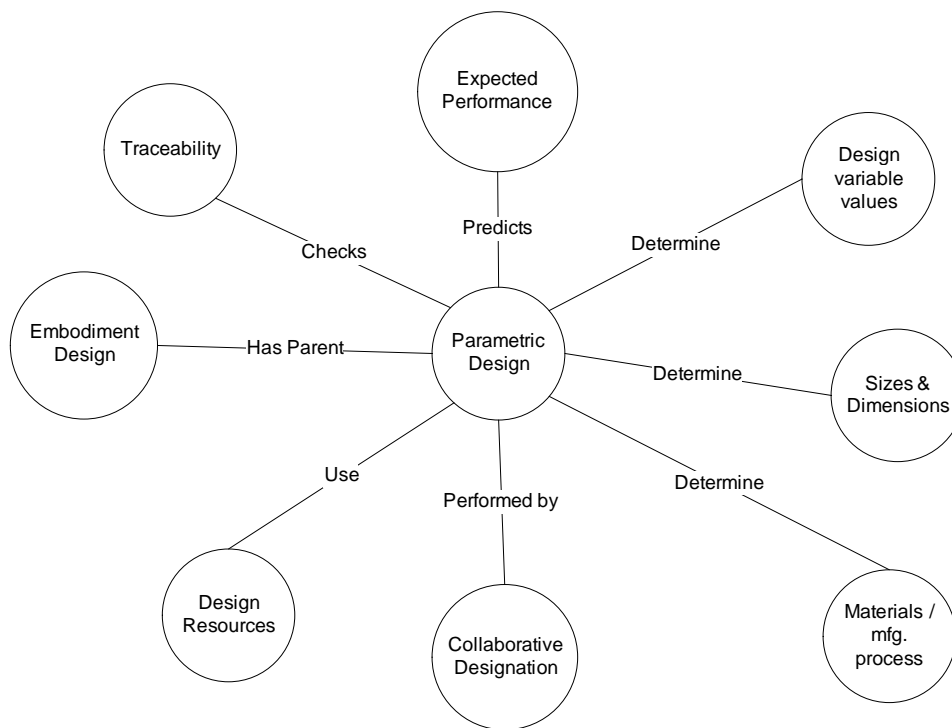 Expected
Performance
Traceability
Design
variable
values
Predicts
Determine
Checks
Embodiment
Design
Has Parent
Parametric
Design
Determine
Sizes &
Dimensions
Use
Performed by
Determine
Design
Resources
Collaborative
Designation
Materials /
mfg.
process